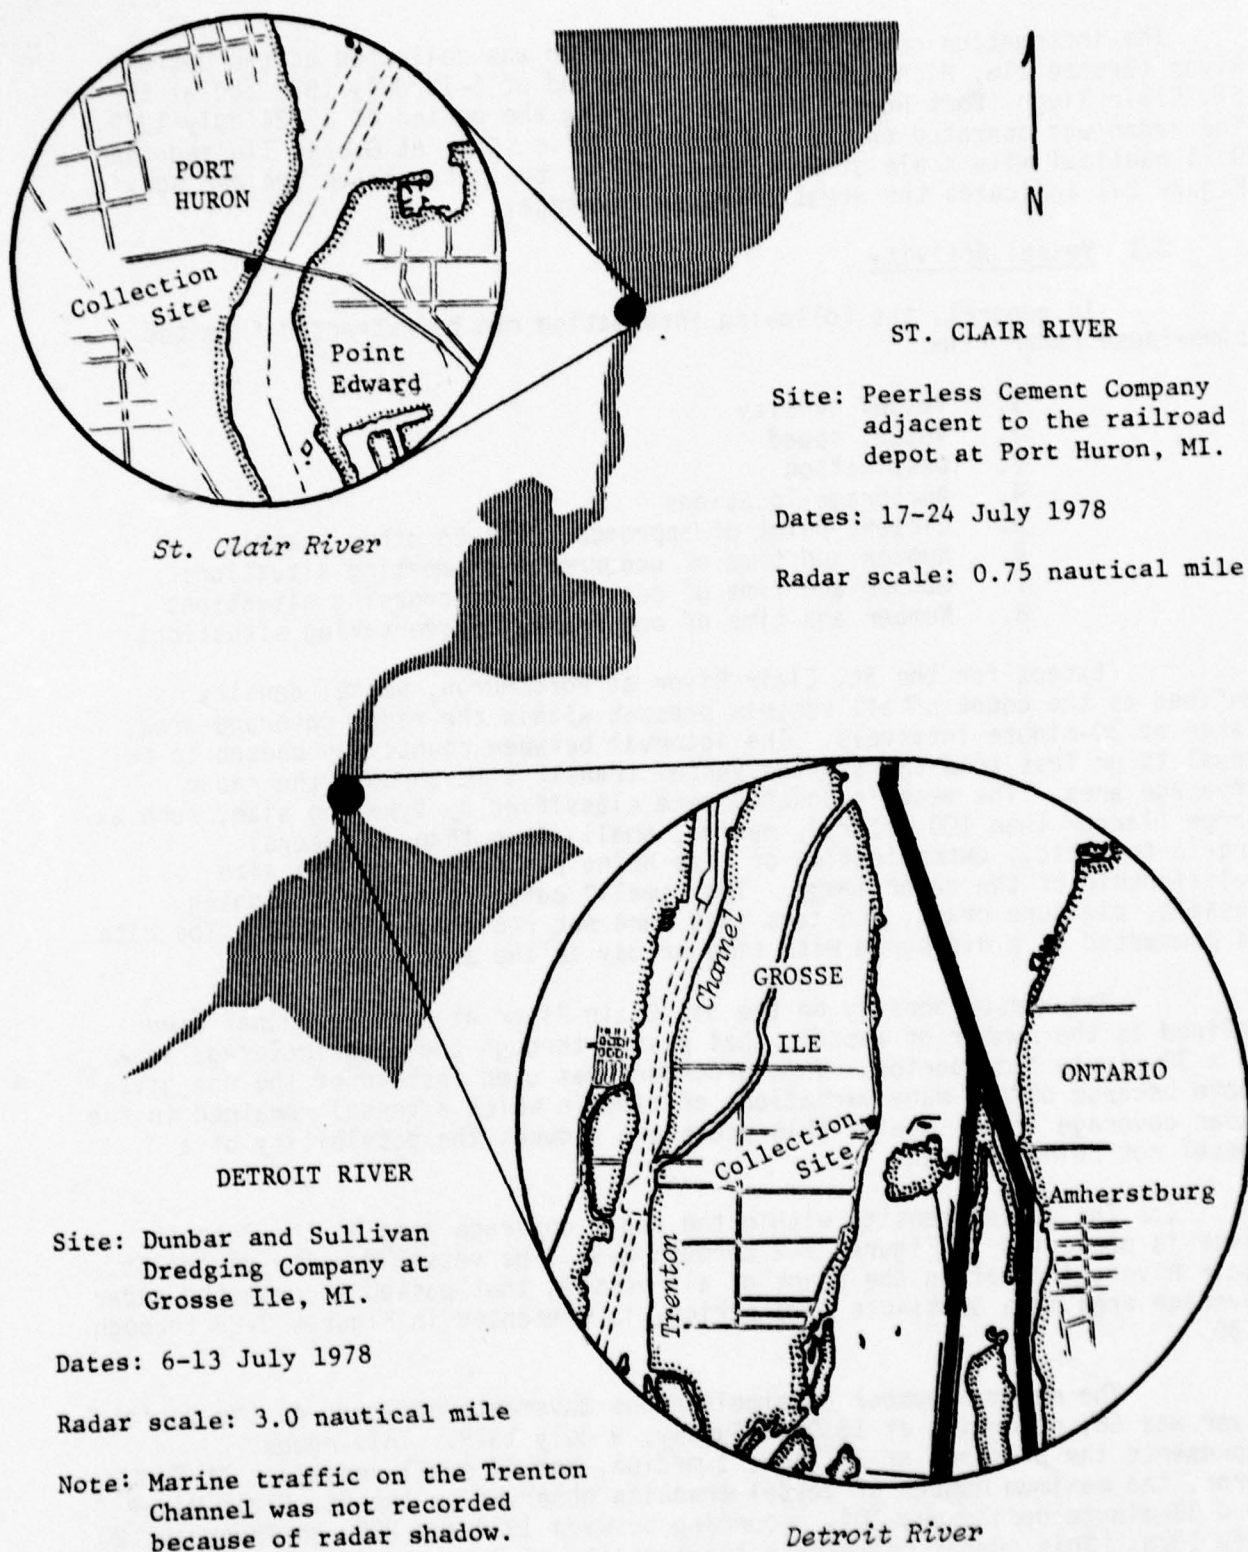 N
PORT
HURON
Collection
Site
Point
Edward
St. Clair River
ST. CLAIR RIVER
Site: Peerless Cement Company
adjacent to the railroad
depot at Port Huron, MI.
Dates: 17-24 July 1978
Radar scale: 0.75 nautical mile
DETROIT RIVER
Site: Dunbar and Sullivan
Dredging Company at
Grosse Ile, MI.
Dates: 6-13 July 1978
Radar scale: 3.0 nautical mile
Note: Marine traffic on the Trenton
Channel was not recorded
because of radar shadow.
Trenton
Channel
GROSSE
ILE
Collection
Site
ONTARIO
Amherstburg
Detroit River